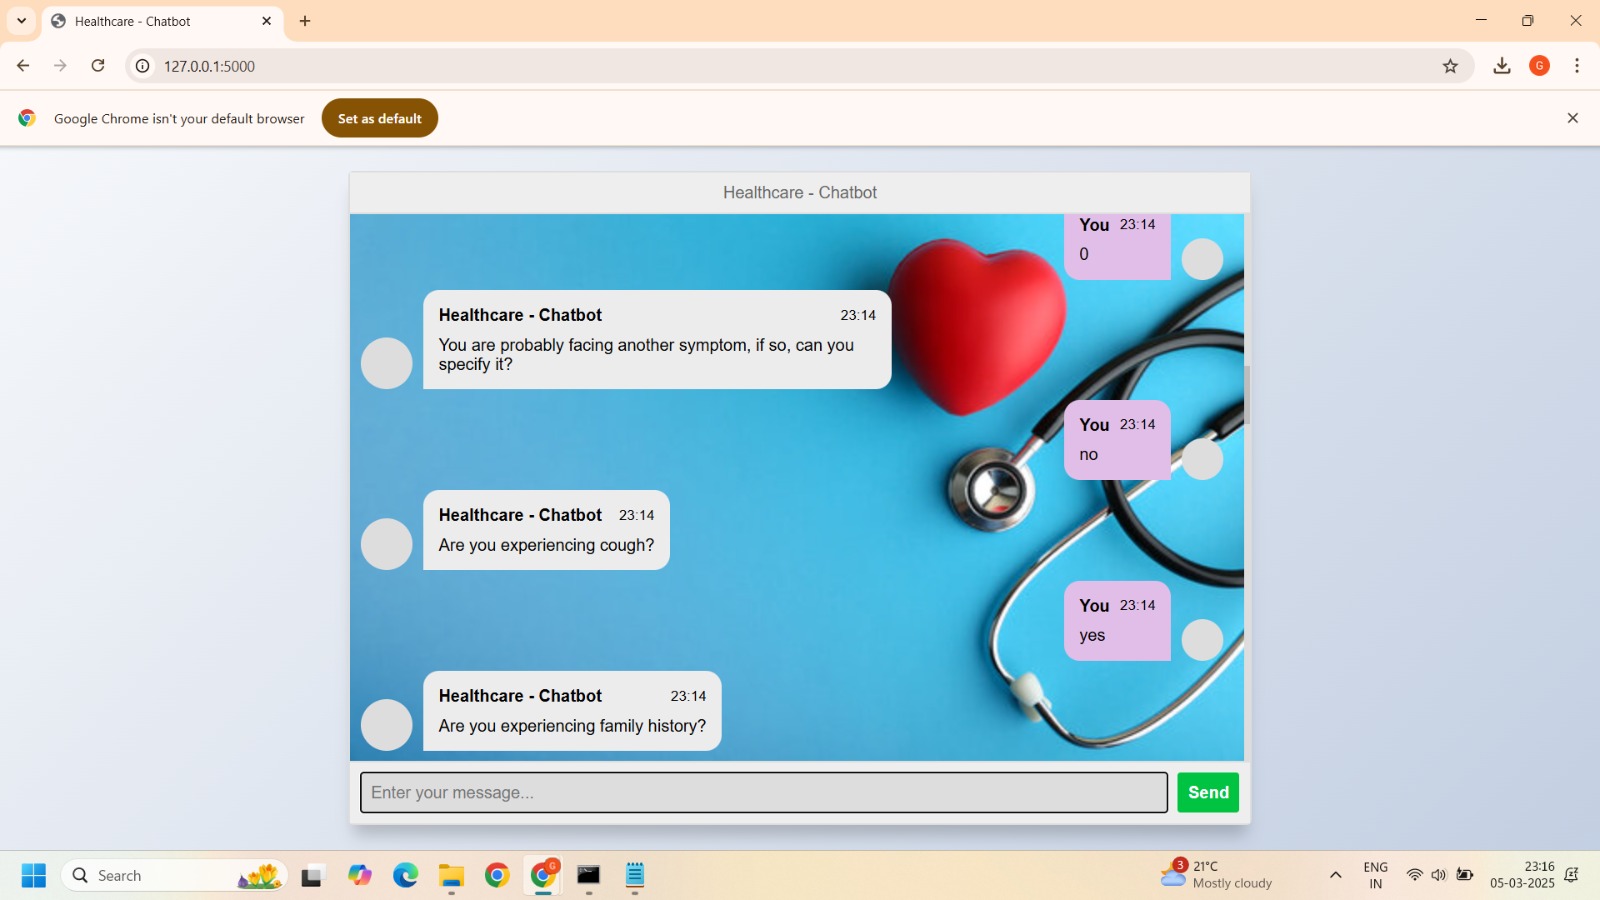 Healthcare - Chatbot
127.0.0.1:5000
G
Google Chrome isn't your default browser
Set as default
Healthcare - Chatbot
You 23:14
0
Healthcare - Chatbot 23:14
You are probably facing another symptom, if so, can you
specify it?
You 23:14
no
Healthcare - Chatbot 23:14
Are you experiencing cough?
You 23:14
yes
Healthcare - Chatbot 23:14
Are you experiencing family history?
Enter your message...
Send
Search
G
3
21°C
Mostly cloudy
ENG
IN
23:16
05-03-2025